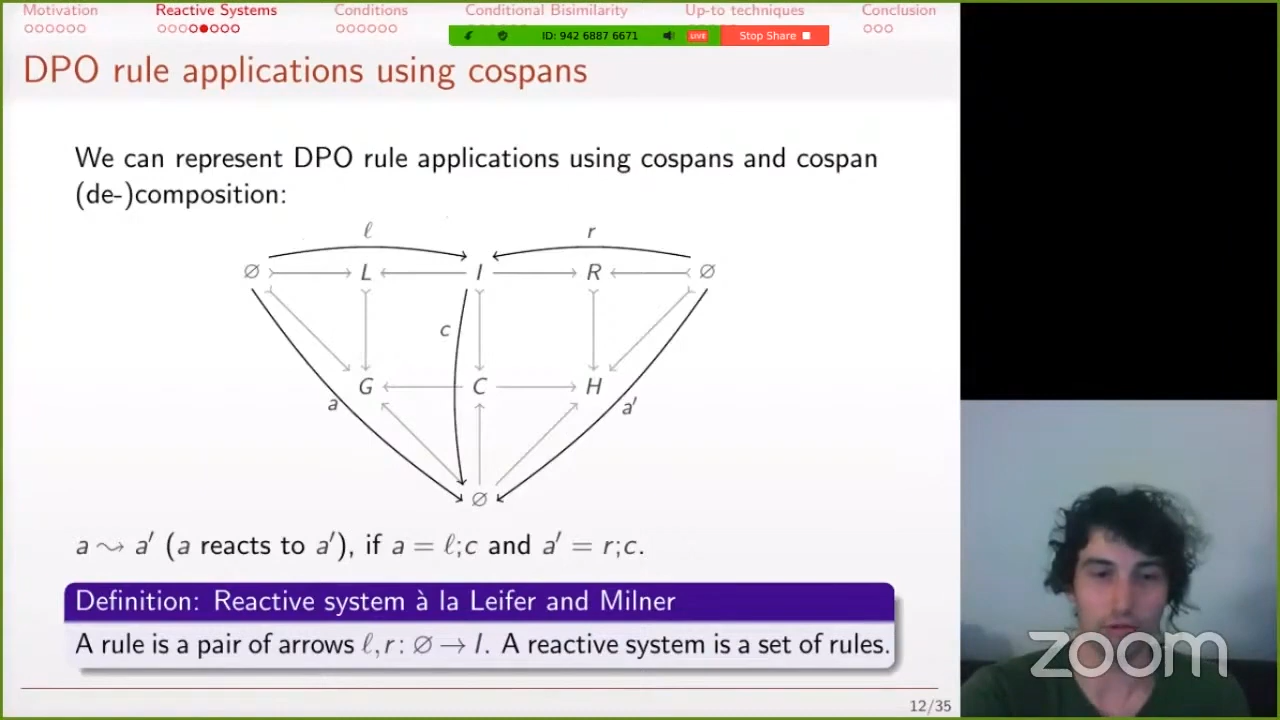 Motivation Reactive Systems Conditions Conditional Bisimilarity Up-to techniques Conclusion
ID: 942 6887 6671 LIVE Stop Share
DPO rule applications using cospans
We can represent DPO rule applications using cospans and cospan
(de-)composition:
ℓ r
∅ L I R ∅
c
G C H
a a′
∅
a ⇝ a′ (a reacts to a′), if a = ℓ;c and a′ = r;c.
Definition: Reactive system à la Leifer and Milner
A rule is a pair of arrows ℓ, r : ∅ → I. A reactive system is a set of rules.
12/35
zoom